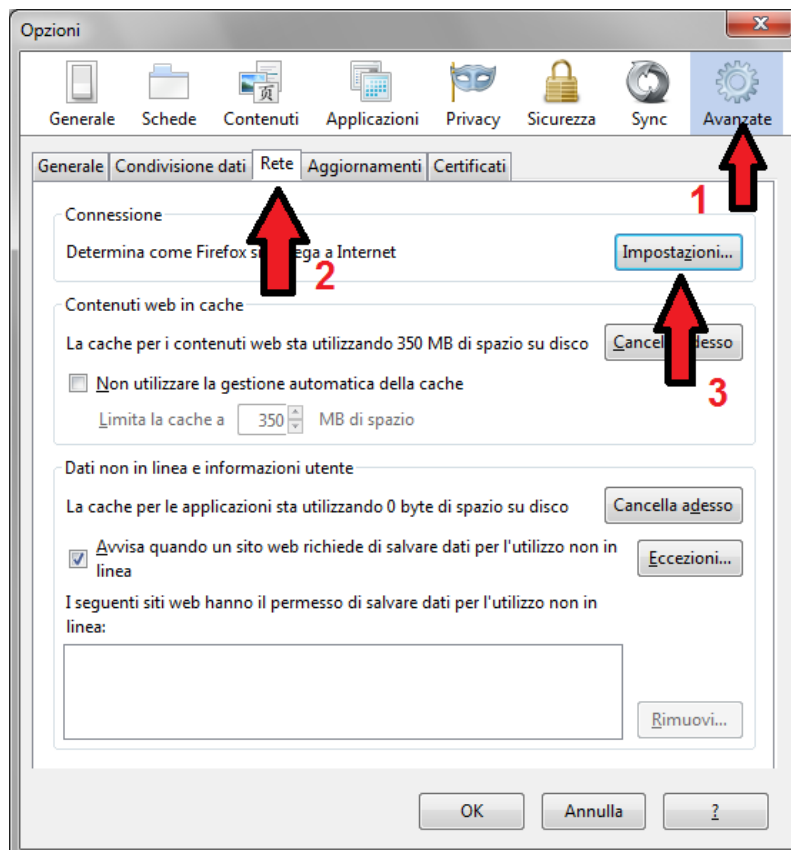 Opzioni
Generale Schede Contenuti Applicazioni Privacy Sicurezza Sync Avanzate
Generale Condivisione dati Rete Aggiornamenti Certificati
1
Connessione
Determina come Firefox si ega a Internet
Impostazioni...
2
Contenuti web in cache
La cache per i contenuti web sta utilizzando 350 MB di spazio su disco
Cancella adesso
Non utilizzare la gestione automatica della cache
3
Limita la cache a 350 MB di spazio
Dati non in linea e informazioni utente
La cache per le applicazioni sta utilizzando 0 byte di spazio su disco
Cancella adesso
Avvisa quando un sito web richiede di salvare dati per l'utilizzo non in
linea
Eccezioni...
I seguenti siti web hanno il permesso di salvare dati per l'utilizzo non in
linea:
Rimuovi...
OK Annulla ?